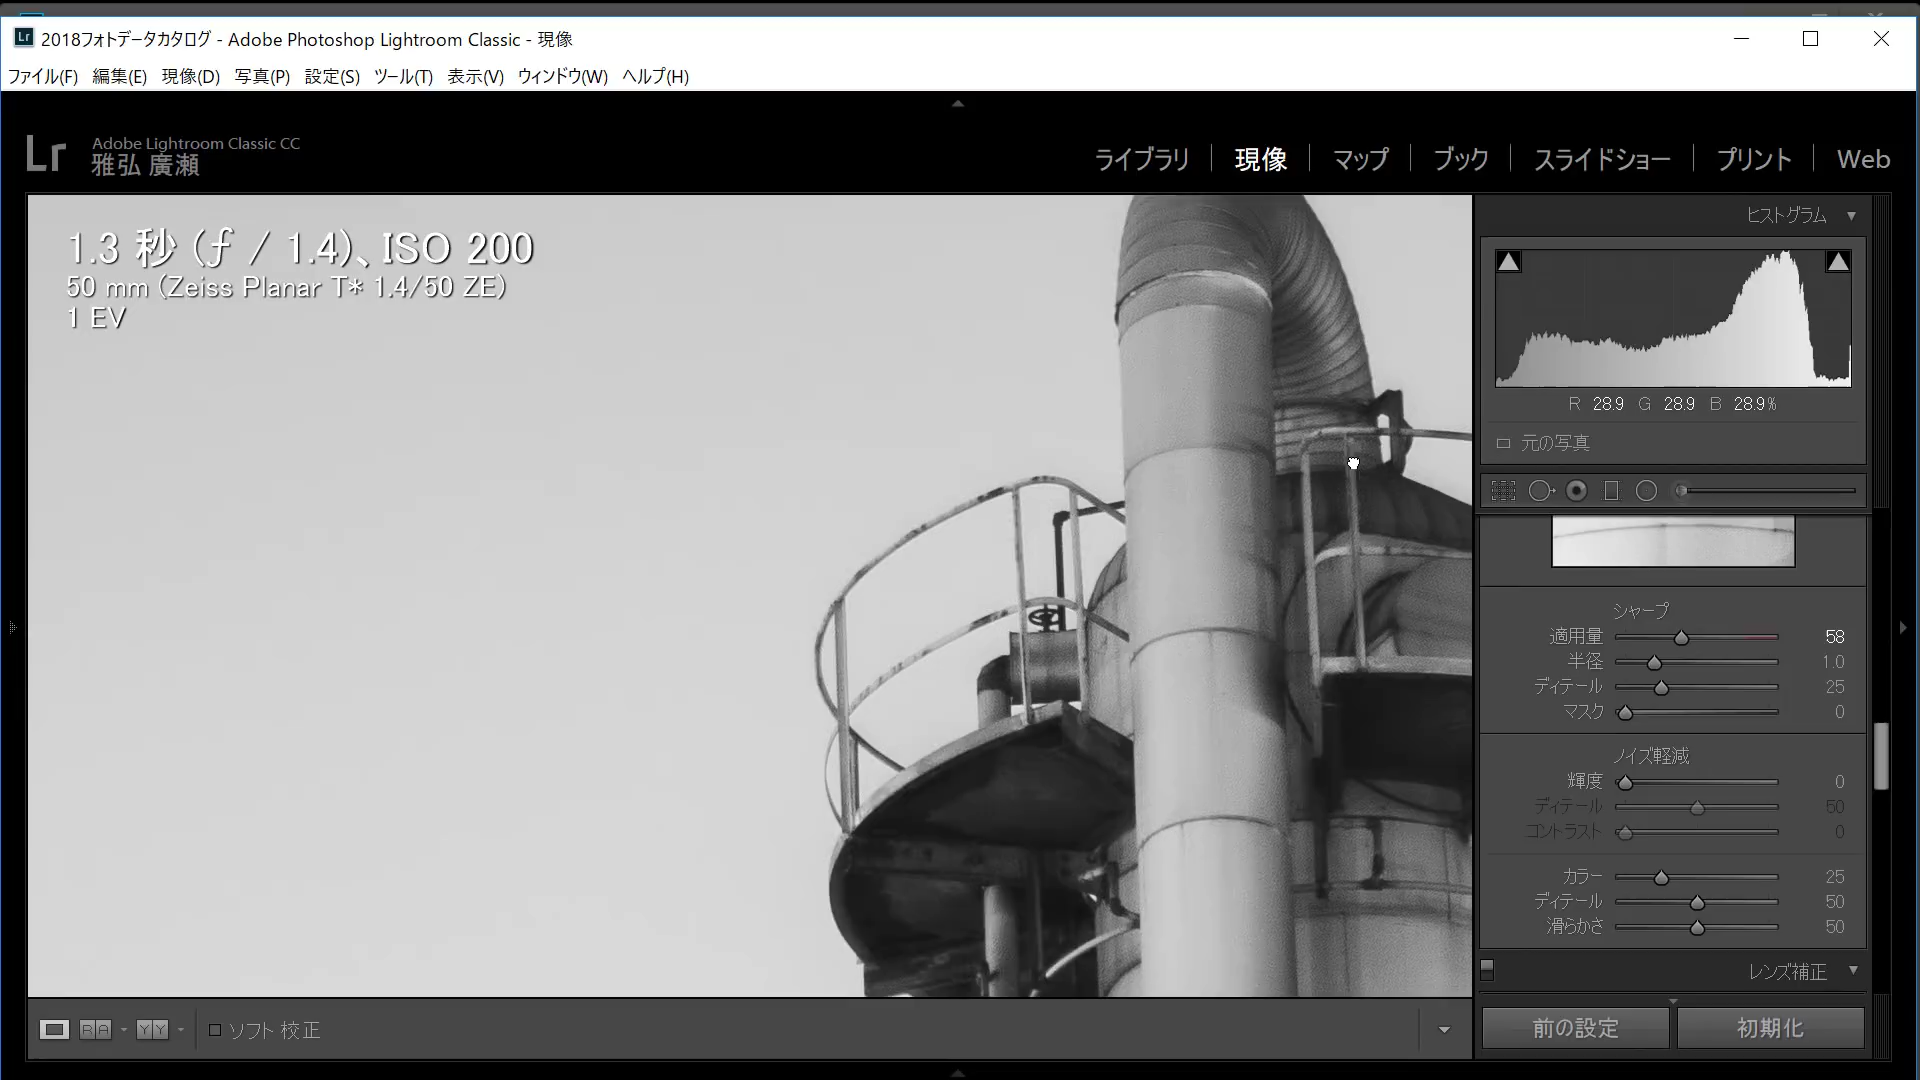 2018フォトデータカタログ - Adobe Photoshop Lightroom Classic - 現像
ファイル(F) 編集(E) 現像(D) 写真(P) 設定(S) ツール(T) 表示(V) ウィンドウ(W) ヘルプ(H)
Lr
Adobe Lightroom Classic CC
雅弘 廣瀬
ライブラリ 現像 マップ ブック スライドショー プリント Web
1.3 秒 (ƒ / 1.4)、ISO 200
50 mm (Zeiss Planar T* 1.4/50 ZE)
1 EV
ヒストグラム
R 28.9 G 28.9 B 28.9%
元の写真
シャープ
適用量 58
半径 1.0
ディテール 25
マスク 0
ノイズ軽減
輝度 0
ディテール 50
コントラスト 0
カラー 25
ディテール 50
滑らかさ 50
レンズ補正
RA YY ソフト校正
前の設定 初期化